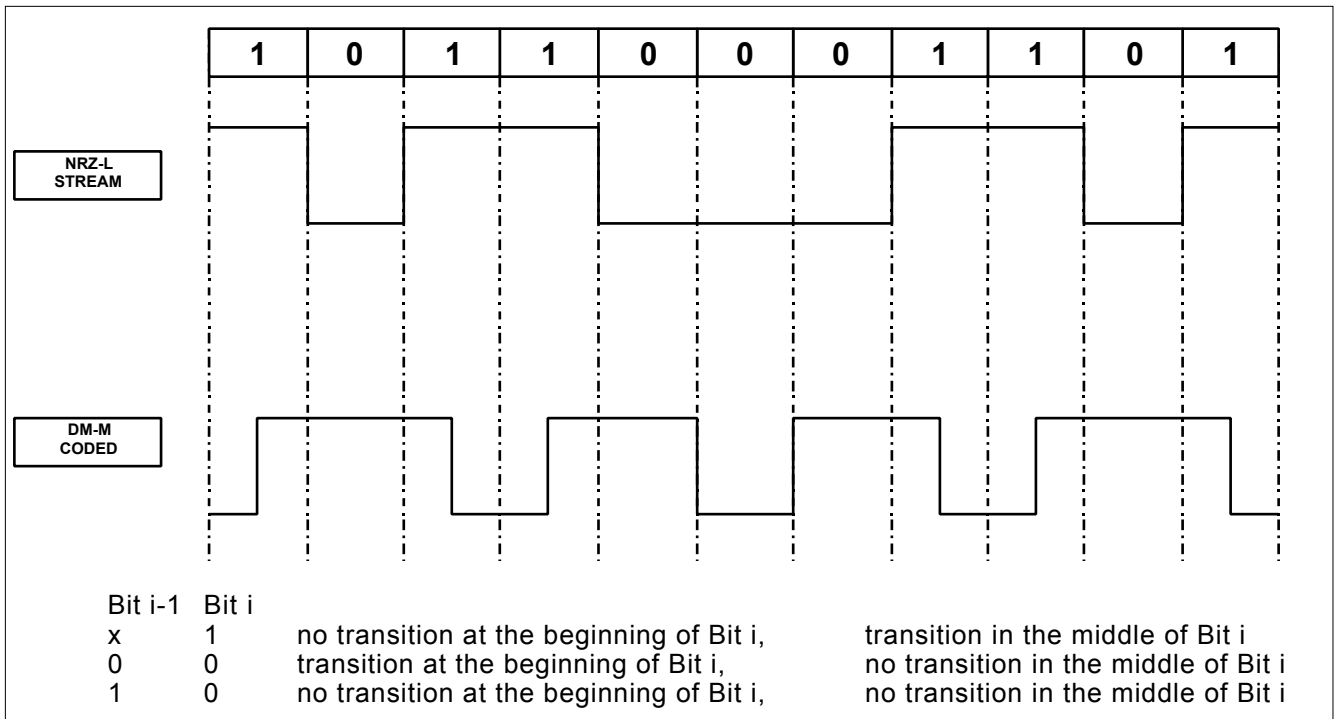 1 0 1 1 0 0 0 1 1 0 1
NRZ-L
STREAM
DM-M
CODED
Bit i-1 Bit i
x 1 no transition at the beginning of Bit i, transition in the middle of Bit i
0 0 transition at the beginning of Bit i, no transition in the middle of Bit i
1 0 no transition at the beginning of Bit i, no transition in the middle of Bit i